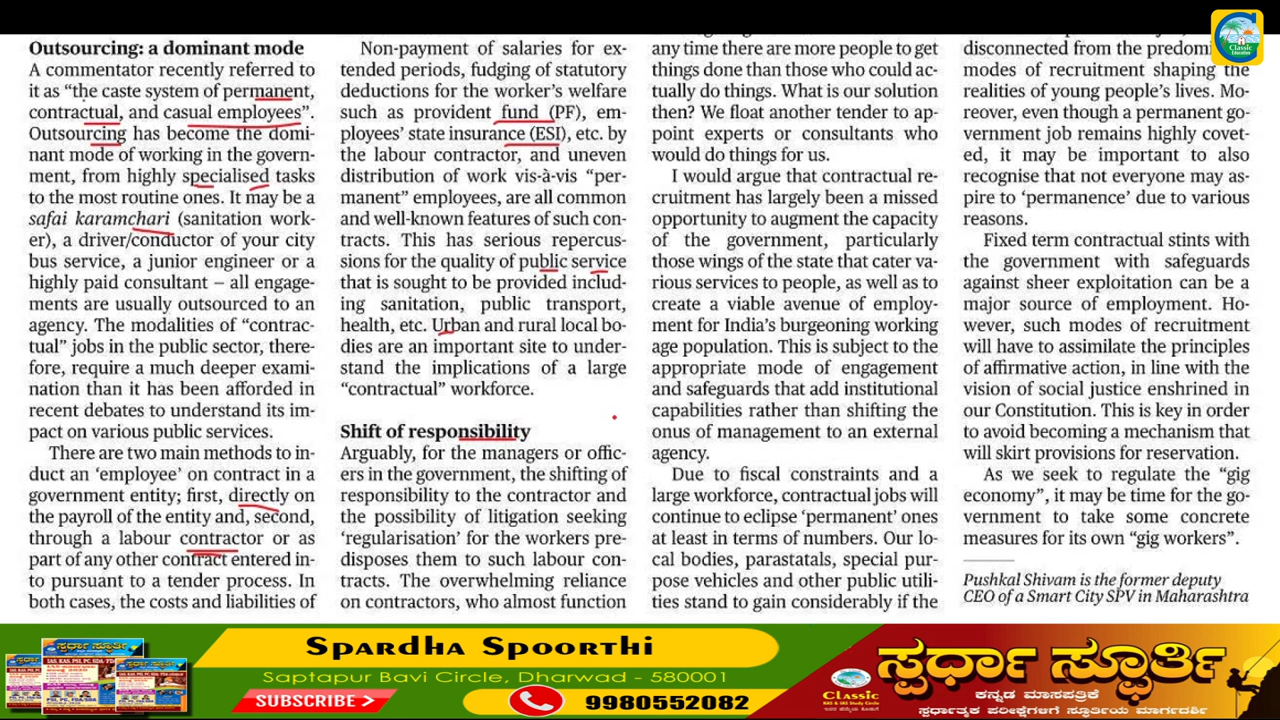 Classic
Education
Outsourcing: a dominant mode
A commentator recently referred to
it as “the caste system of permanent,
contractual, and casual employees”.
Outsourcing has become the domi-
nant mode of working in the govern-
ment, from highly specialised tasks
to the most routine ones. It may be a
safai karamchari (sanitation work-
er), a driver/conductor of your city
bus service, a junior engineer or a
highly paid consultant – all engage-
ments are usually outsourced to an
agency. The modalities of “contrac-
tual” jobs in the public sector, there-
fore, require a much deeper exami-
nation than it has been afforded in
recent debates to understand its im-
pact on various public services.
There are two main methods to in-
duct an ‘employee’ on contract in a
government entity; first, directly on
the payroll of the entity and, second,
through a labour contractor or as
part of any other contract entered in-
to pursuant to a tender process. In
both cases, the costs and liabilities of
Non-payment of salaries for ex-
tended periods, fudging of statutory
deductions for the worker’s welfare
such as provident fund (PF), em-
ployees’ state insurance (ESI), etc. by
the labour contractor, and uneven
distribution of work vis-à-vis “per-
manent” employees, are all common
and well-known features of such con-
tracts. This has serious repercus-
sions for the quality of public service
that is sought to be provided includ-
ing sanitation, public transport,
health, etc. Urban and rural local bo-
dies are an important site to under-
stand the implications of a large
“contractual” workforce.
Shift of responsibility
Arguably, for the managers or offic-
ers in the government, the shifting of
responsibility to the contractor and
the possibility of litigation seeking
‘regularisation’ for the workers pre-
disposes them to such labour con-
tracts. The overwhelming reliance
on contractors, who almost function
any time there are more people to get
things done than those who could ac-
tually do things. What is our solution
then? We float another tender to ap-
point experts or consultants who
would do things for us.
I would argue that contractual re-
cruitment has largely been a missed
opportunity to augment the capacity
of the government, particularly
those wings of the state that cater va-
rious services to people, as well as to
create a viable avenue of employ-
ment for India’s burgeoning working
age population. This is subject to the
appropriate mode of engagement
and safeguards that add institutional
capabilities rather than shifting the
onus of management to an external
agency.
Due to fiscal constraints and a
large workforce, contractual jobs will
continue to eclipse ‘permanent’ ones
at least in terms of numbers. Our lo-
cal bodies, parastatals, special pur-
pose vehicles and other public utili-
ties stand to gain considerably if the
disconnected from the
modes of recruitment shaping the
realities of young people’s lives. Mo-
reover, even though a permanent go-
vernment job remains highly covet-
ed, it may be important to also
recognise that not everyone may as-
pire to ‘permanence’ due to various
reasons.
Fixed term contractual stints with
the government with safeguards
against sheer exploitation can be a
major source of employment. Ho-
wever, such modes of recruitment
will have to assimilate the principles
of affirmative action, in line with the
vision of social justice enshrined in
our Constitution. This is key in order
to avoid becoming a mechanism that
will skirt provisions for reservation.
As we seek to regulate the “gig
economy”, it may be time for the go-
vernment to take some concrete
measures for its own “gig workers”.
Pushkal Shivam is the former deputy
CEO of a Smart City SPV in Maharashtra
Spardha Spoorthi
Saptapur Bavi Circle, Dharwad - 580001
SUBSCRIBE
9980552082
Classic
KAS & IAS Study Circle
ಸ್ಪರ್ಧಾ ಸ್ಫೂರ್ತಿ
ಕನ್ನಡ ಮಾಸಪತ್ರಿಕೆ
ಸ್ಪರ್ಧಾತ್ಮಕ ಪರೀಕ್ಷೆಗಳಿಗೆ ಸ್ಫೂರ್ತಿಯ ಮಾರ್ಗದರ್ಶಿ